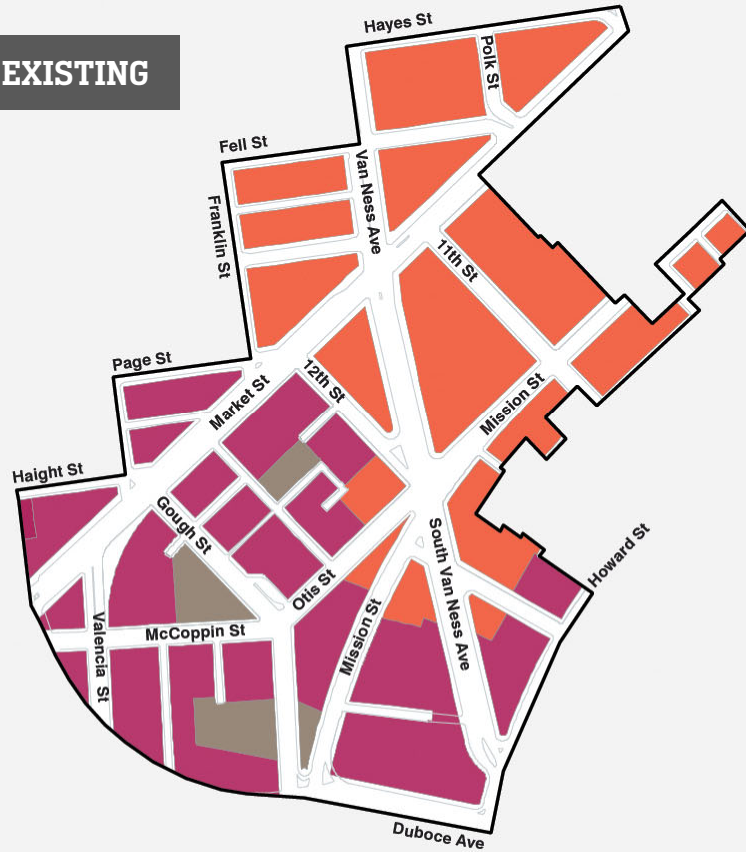 EXISTING
Hayes St
Polk St
Fell St
Van Ness Ave
Franklin St
11th St
Page St
Market St
12th St
Mission St
Haight St
Gough St
Otis St
South Van Ness Ave
Howard St
Valencia St
McCoppin St
Mission St
Duboce Ave